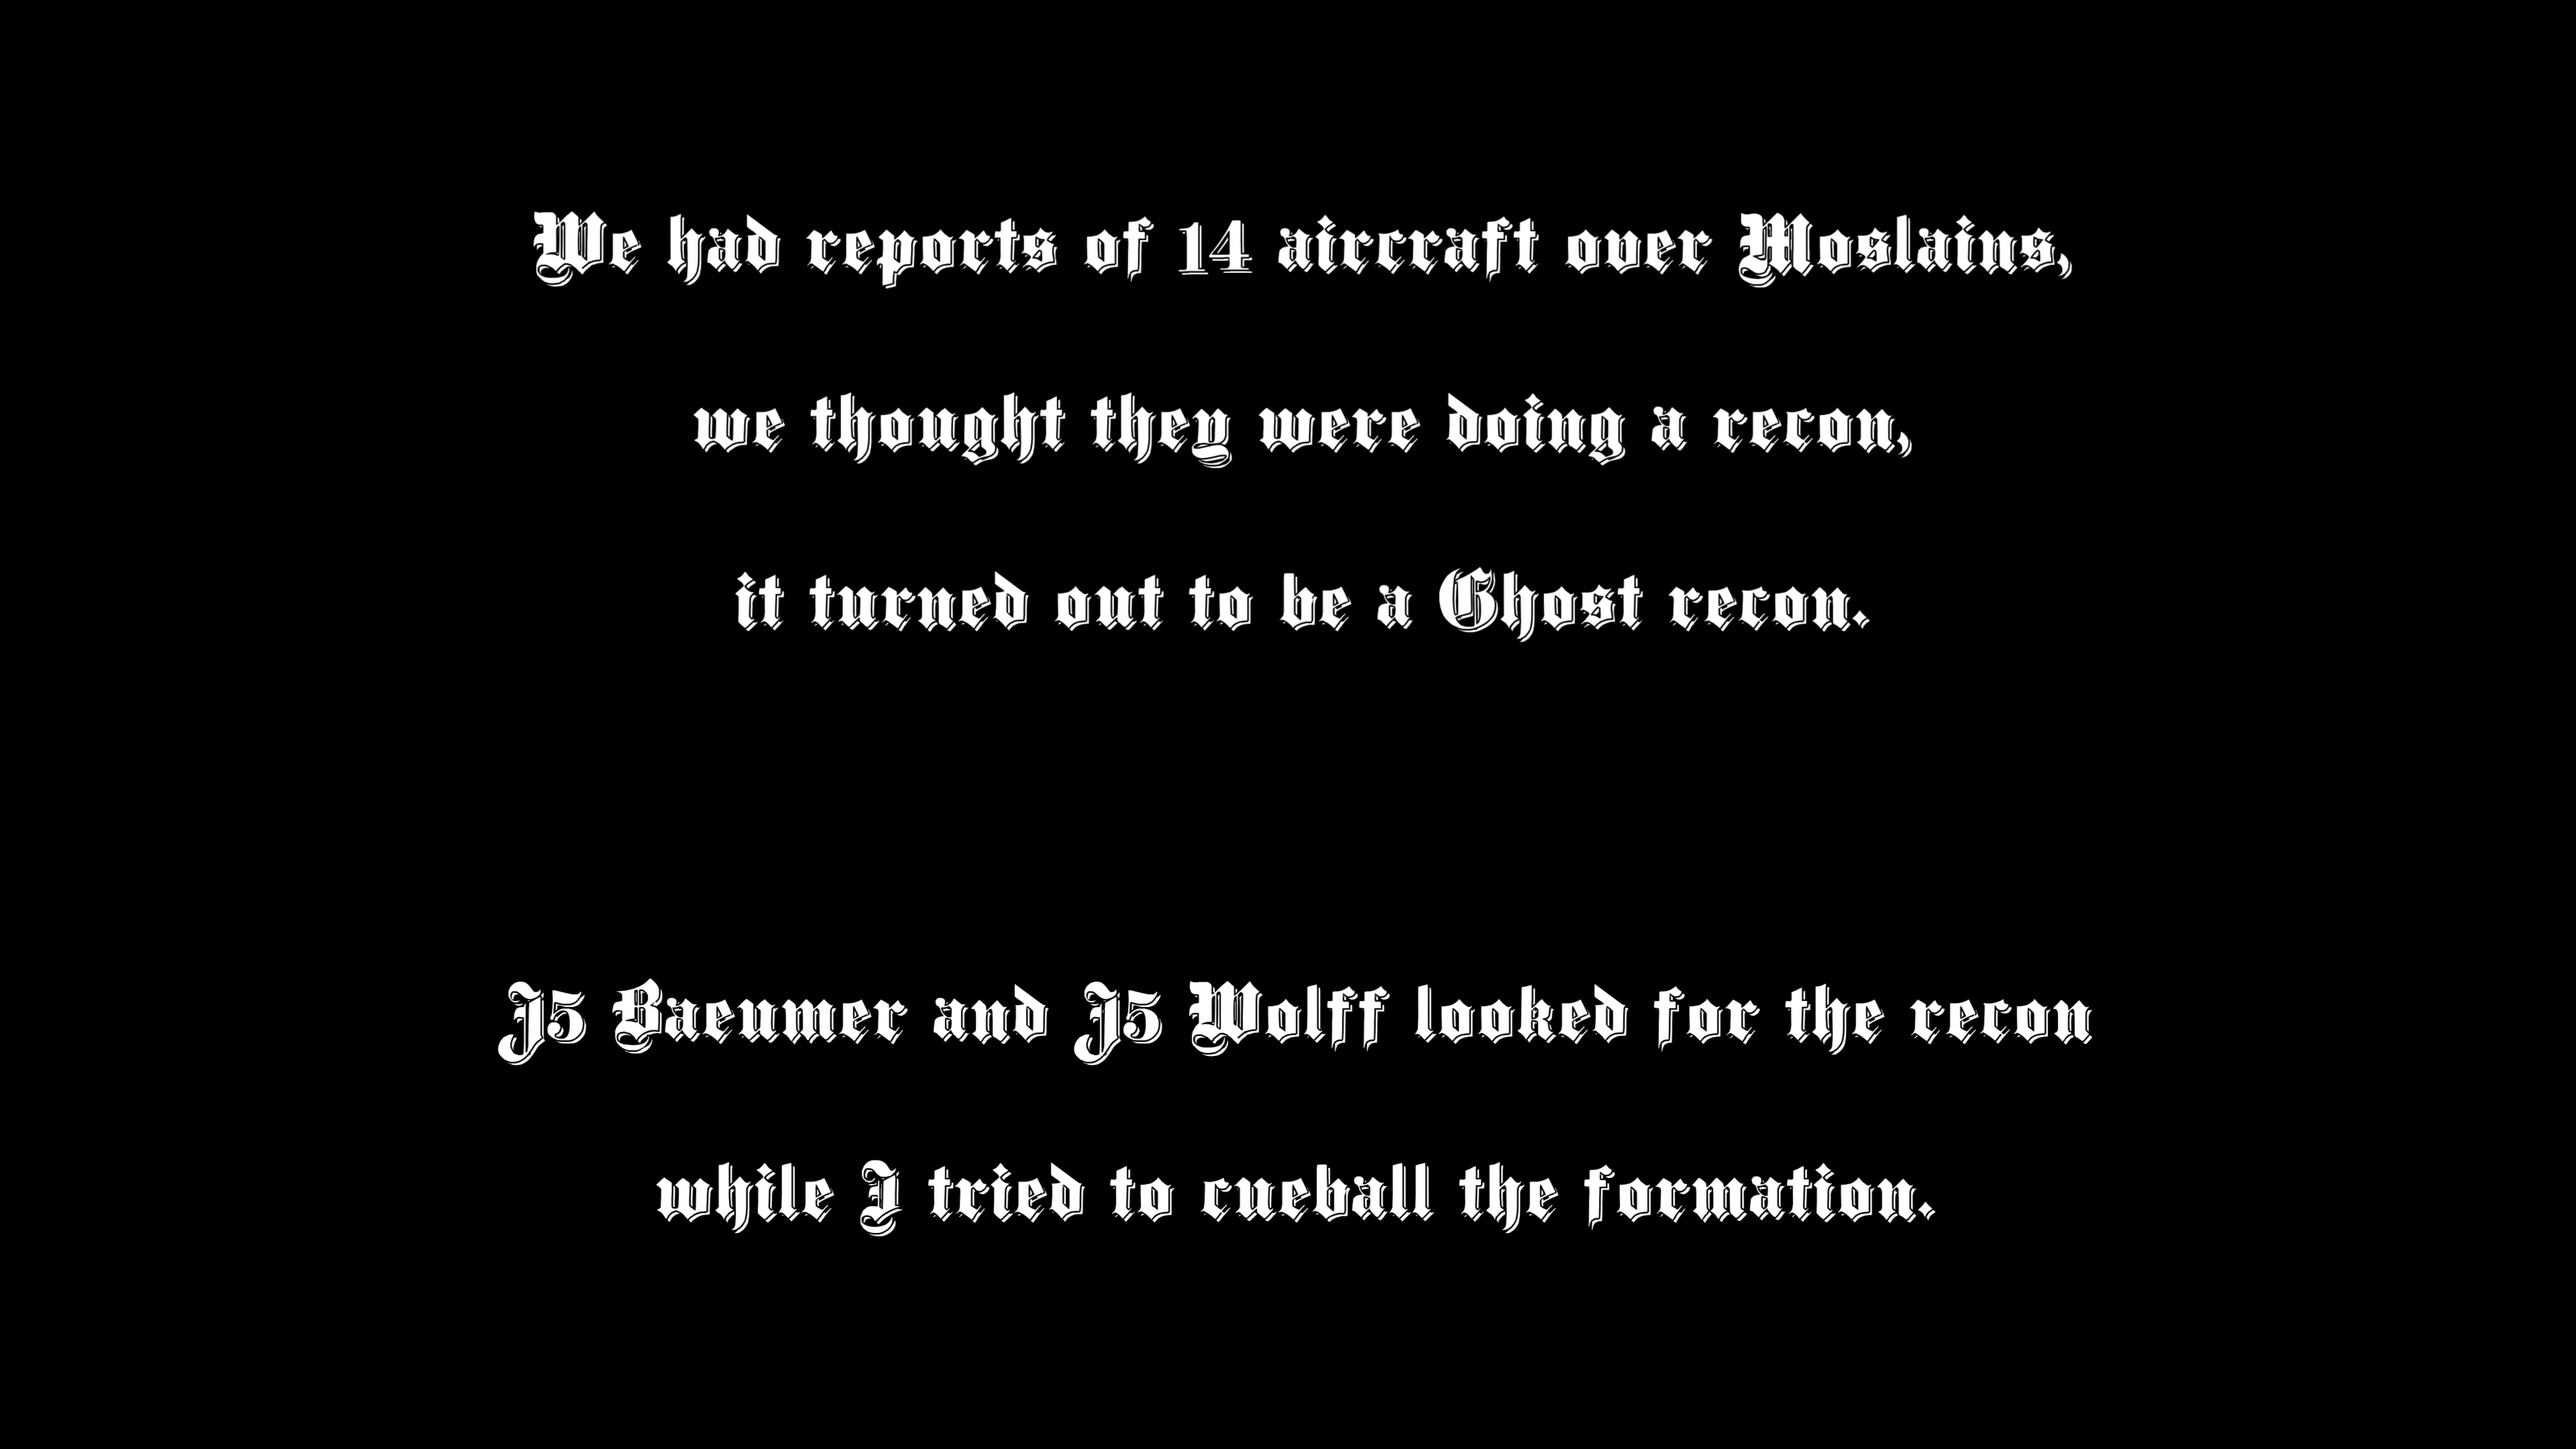 We had reports of 14 aircraft over Moslains,
we thought they were doing a recon,
it turned out to be a Ghost recon.
J5 Baeumer and J5 Wolff looked for the recon
while I tried to cueball the formation.